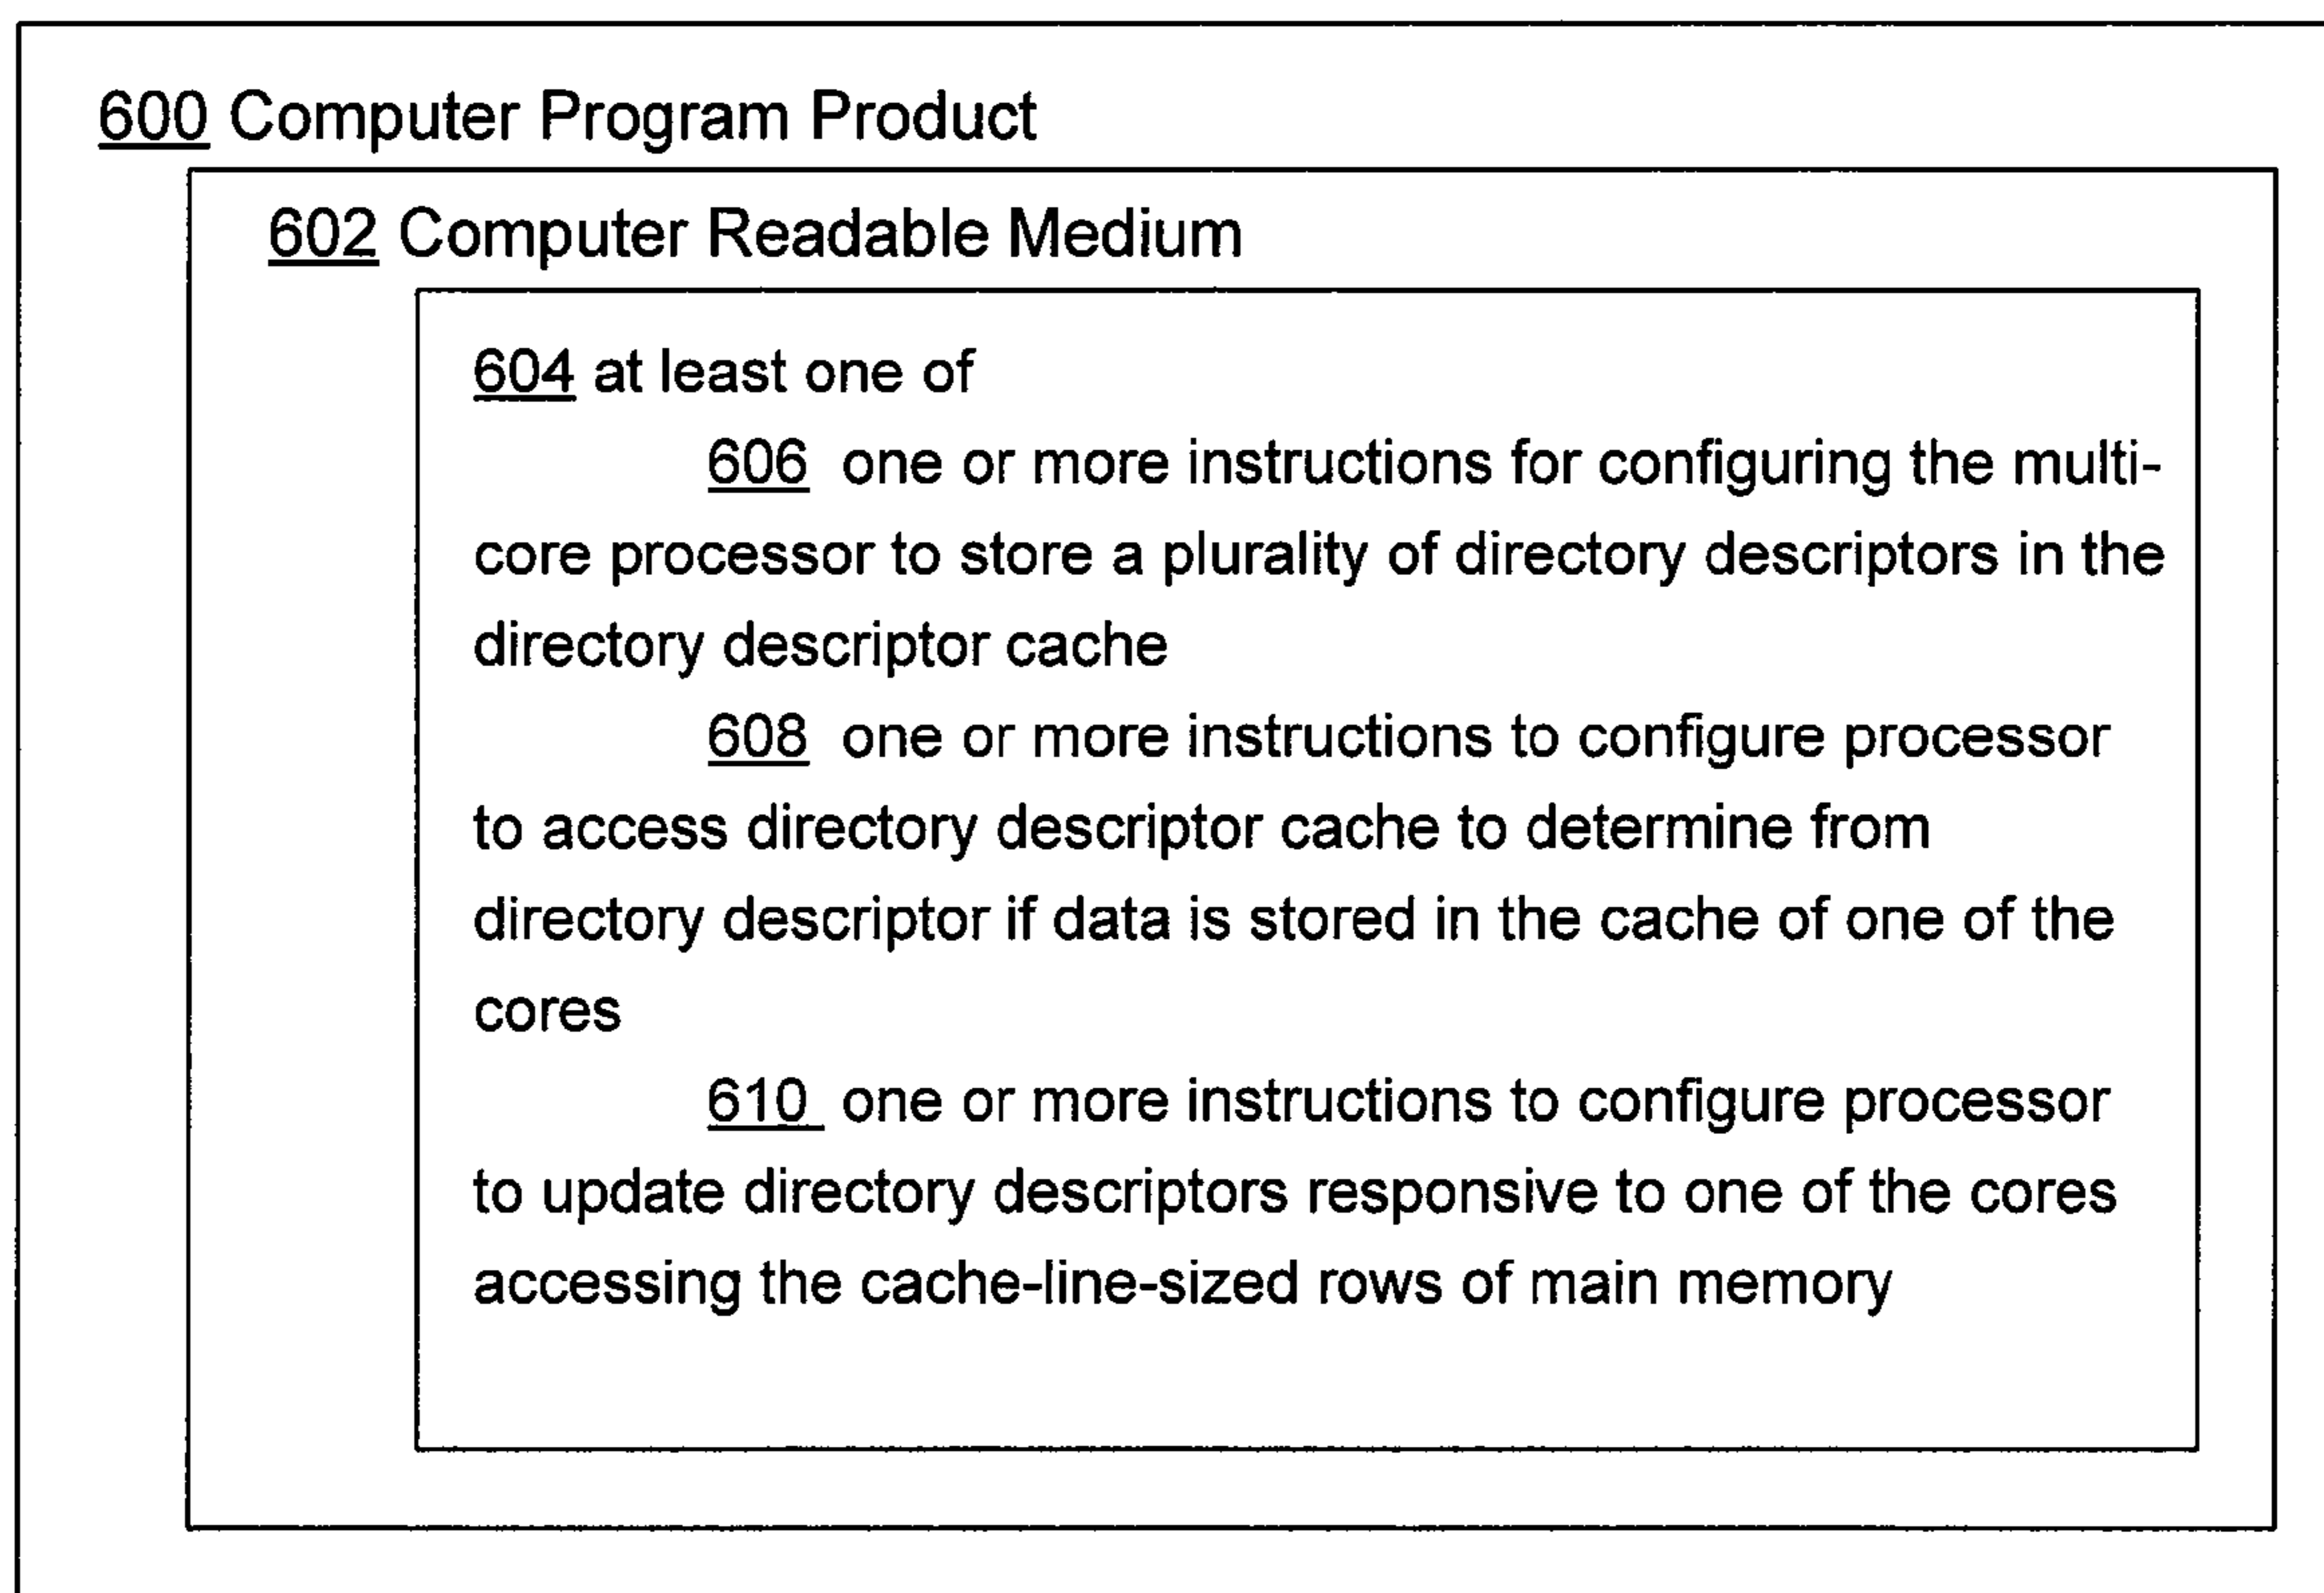 600 Computer Program Product
602 Computer Readable Medium
604 at least one of
606 one or more instructions for configuring the multi-
core processor to store a plurality of directory descriptors in the
directory descriptor cache
608 one or more instructions to configure processor
to access directory descriptor cache to determine from
directory descriptor if data is stored in the cache of one of the
cores
610 one or more instructions to configure processor
to update directory descriptors responsive to one of the cores
accessing the cache-line-sized rows of main memory